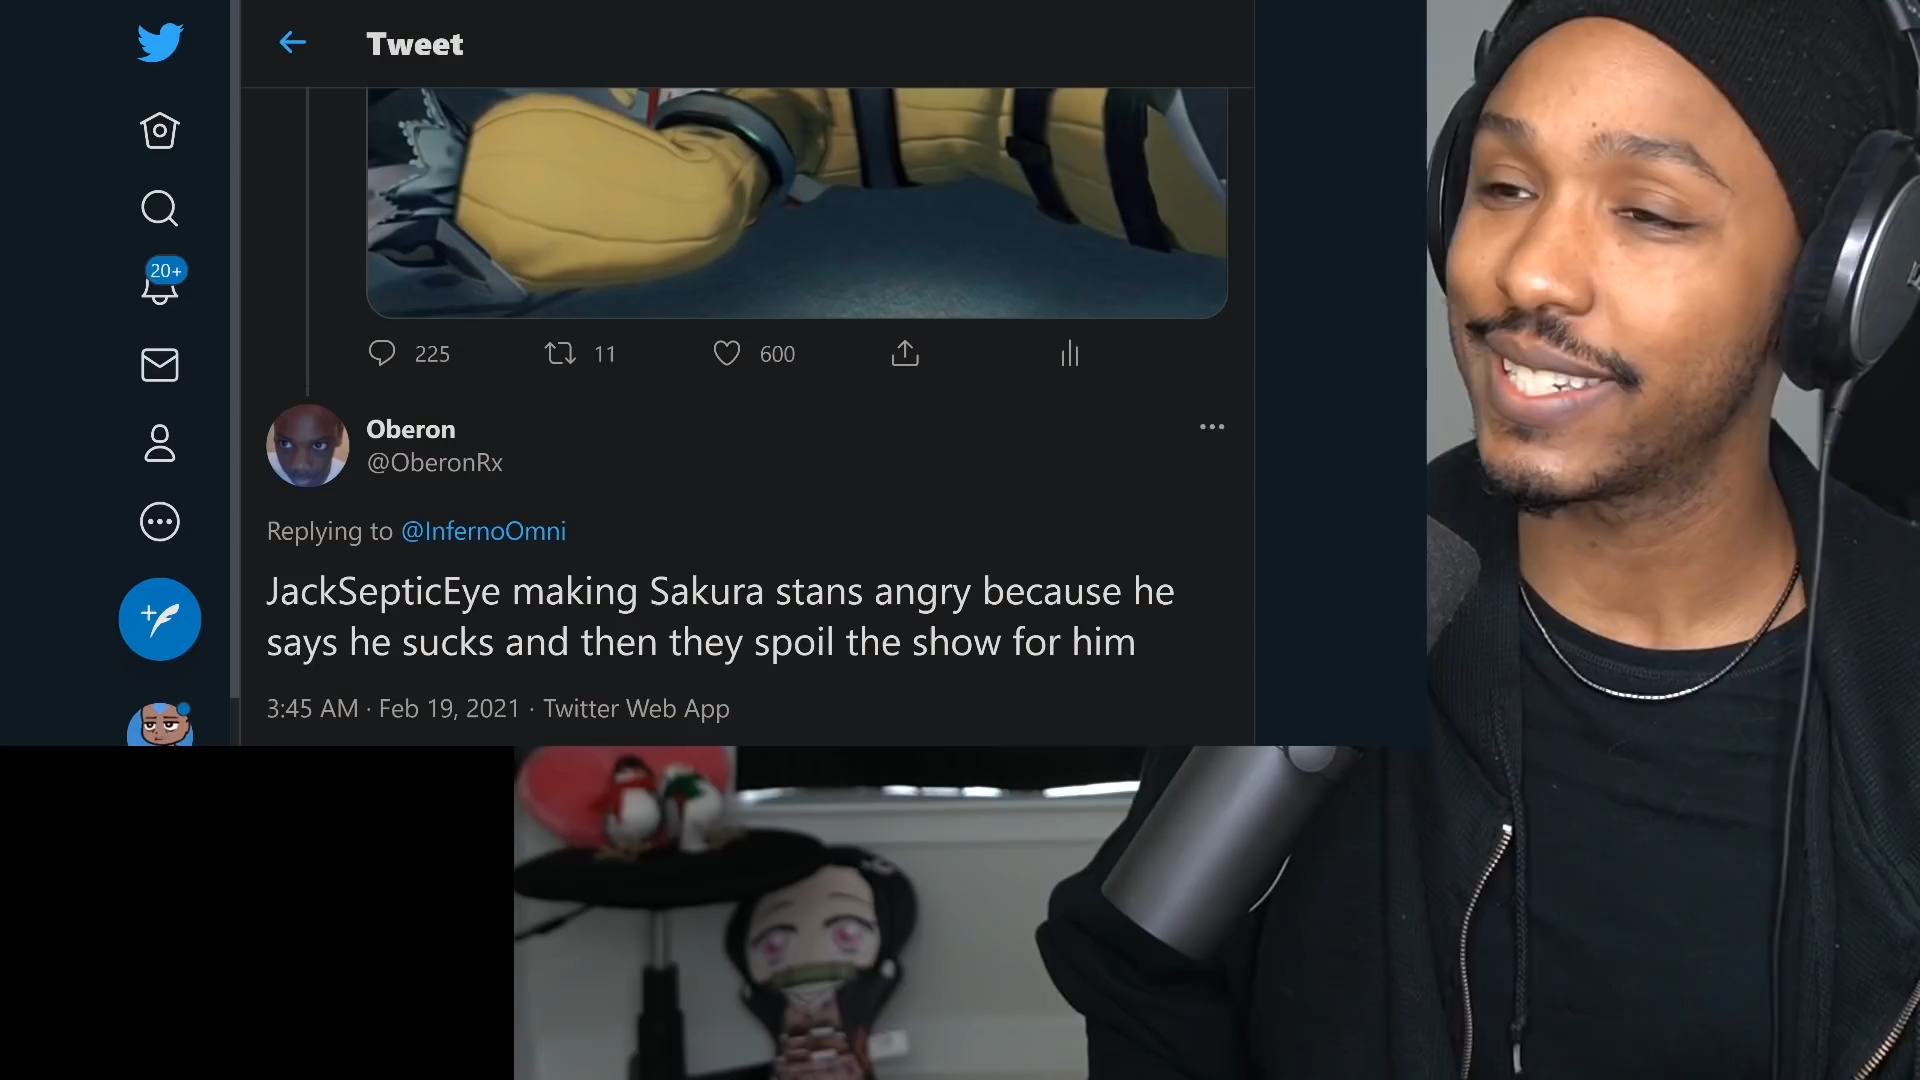 Tweet
225
11
600
20+
Oberon
@OberonRx
Replying to @InfernoOmni
JackSepticEye making Sakura stans angry because he
says he sucks and then they spoil the show for him
3:45 AM · Feb 19, 2021 · Twitter Web App